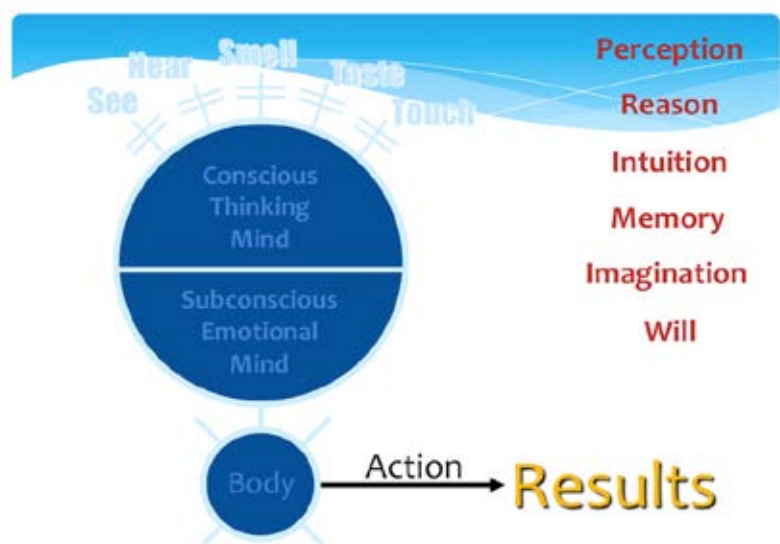 See
Hear
Smell
Taste
Touch
Conscious
Thinking
Mind
Subconscious
Emotional
Mind
Body
Action
Results
Perception
Reason
Intuition
Memory
Imagination
Will